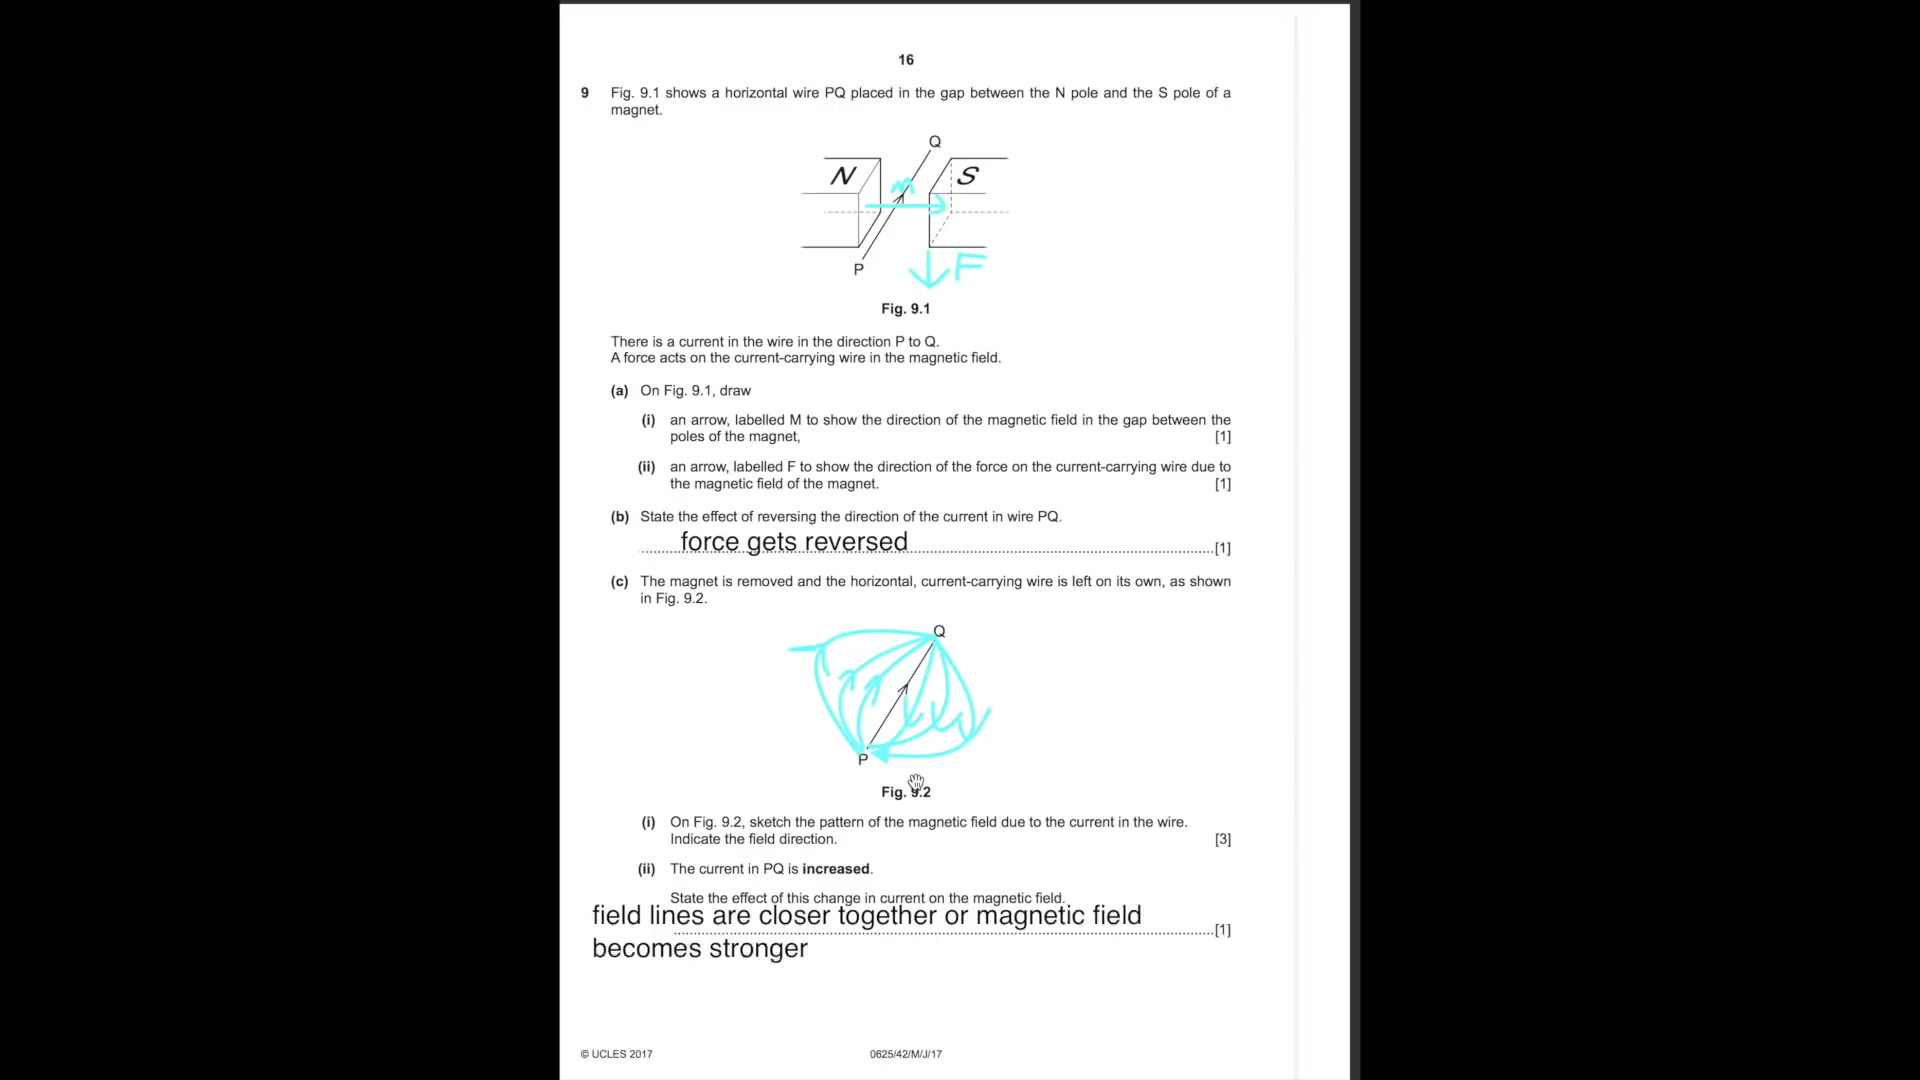 16
9 Fig. 9.1 shows a horizontal wire PQ placed in the gap between the N pole and the S pole of a
magnet.
Q
N
S
m
P
F
Fig. 9.1
There is a current in the wire in the direction P to Q.
A force acts on the current-carrying wire in the magnetic field.
(a) On Fig. 9.1, draw
(i) an arrow, labelled M to show the direction of the magnetic field in the gap between the
poles of the magnet, [1]
(ii) an arrow, labelled F to show the direction of the force on the current-carrying wire due to
the magnetic field of the magnet. [1]
(b) State the effect of reversing the direction of the current in wire PQ.
force gets reversed [1]
(c) The magnet is removed and the horizontal, current-carrying wire is left on its own, as shown
in Fig. 9.2.
Q
P
Fig. 9.2
(i) On Fig. 9.2, sketch the pattern of the magnetic field due to the current in the wire.
Indicate the field direction. [3]
(ii) The current in PQ is increased.
State the effect of this change in current on the magnetic field.
field lines are closer together or magnetic field [1]
becomes stronger
© UCLES 2017 0625/42/M/J/17